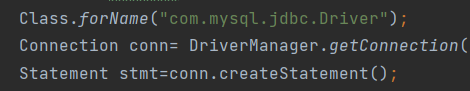 Class.forName("com.mysql.jdbc.Driver");
Connection conn= DriverManager.getConnection(
Statement stmt=conn.createStatement();